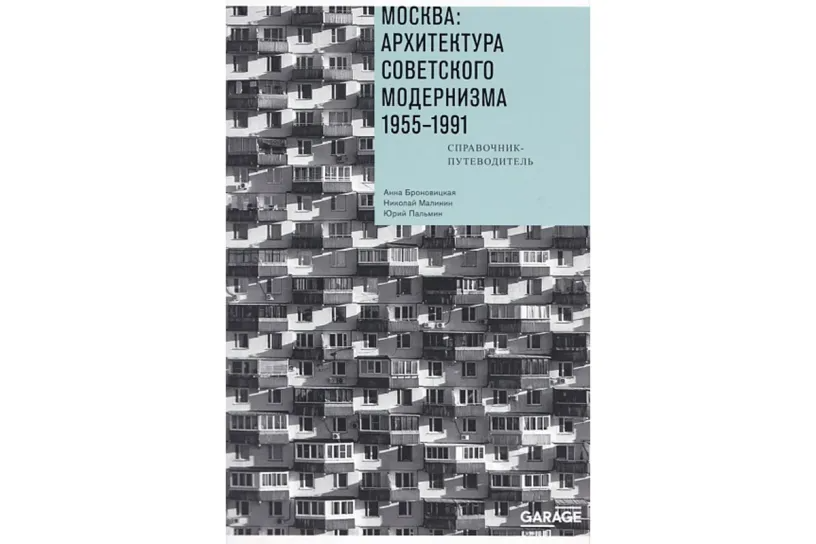 МОСКВА:
АРХИТЕКТУРА
СОВЕТСКОГО
МОДЕРНИЗМА
1955–1991
СПРАВОЧНИК-
ПУТЕВОДИТЕЛЬ
Анна Броновицкая
Николай Малинин
Юрий Пальмин
GARAGE